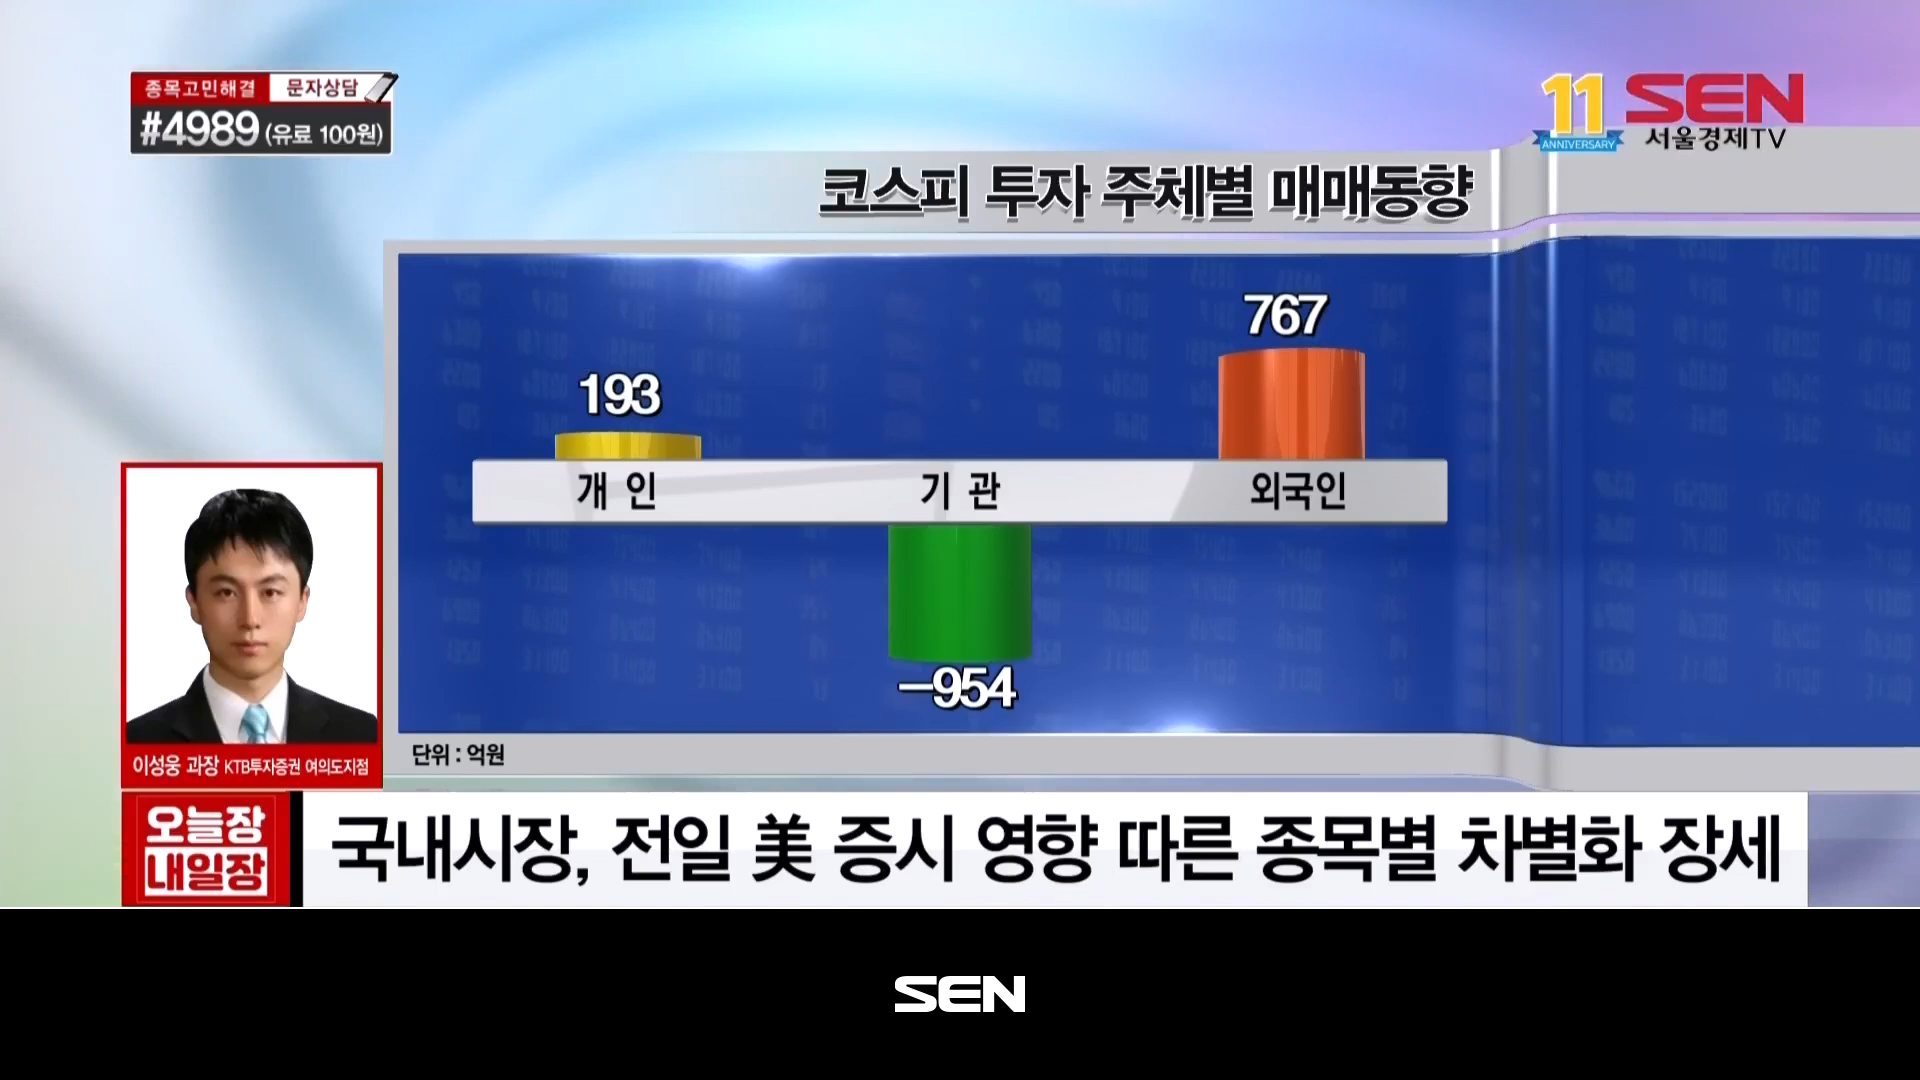 종목고민해결 문자상담
#4989 (유료 100원)
11 ANNIVERSARY
SEN
서울경제TV
코스피 투자 주체별 매매동향
193
767
개인 기관 외국인
-954
단위 : 억원
이성웅 과장 KTB투자증권 여의도지점
오늘장
내일장
국내시장, 전일 美 증시 영향 따른 종목별 차별화 장세
SEN